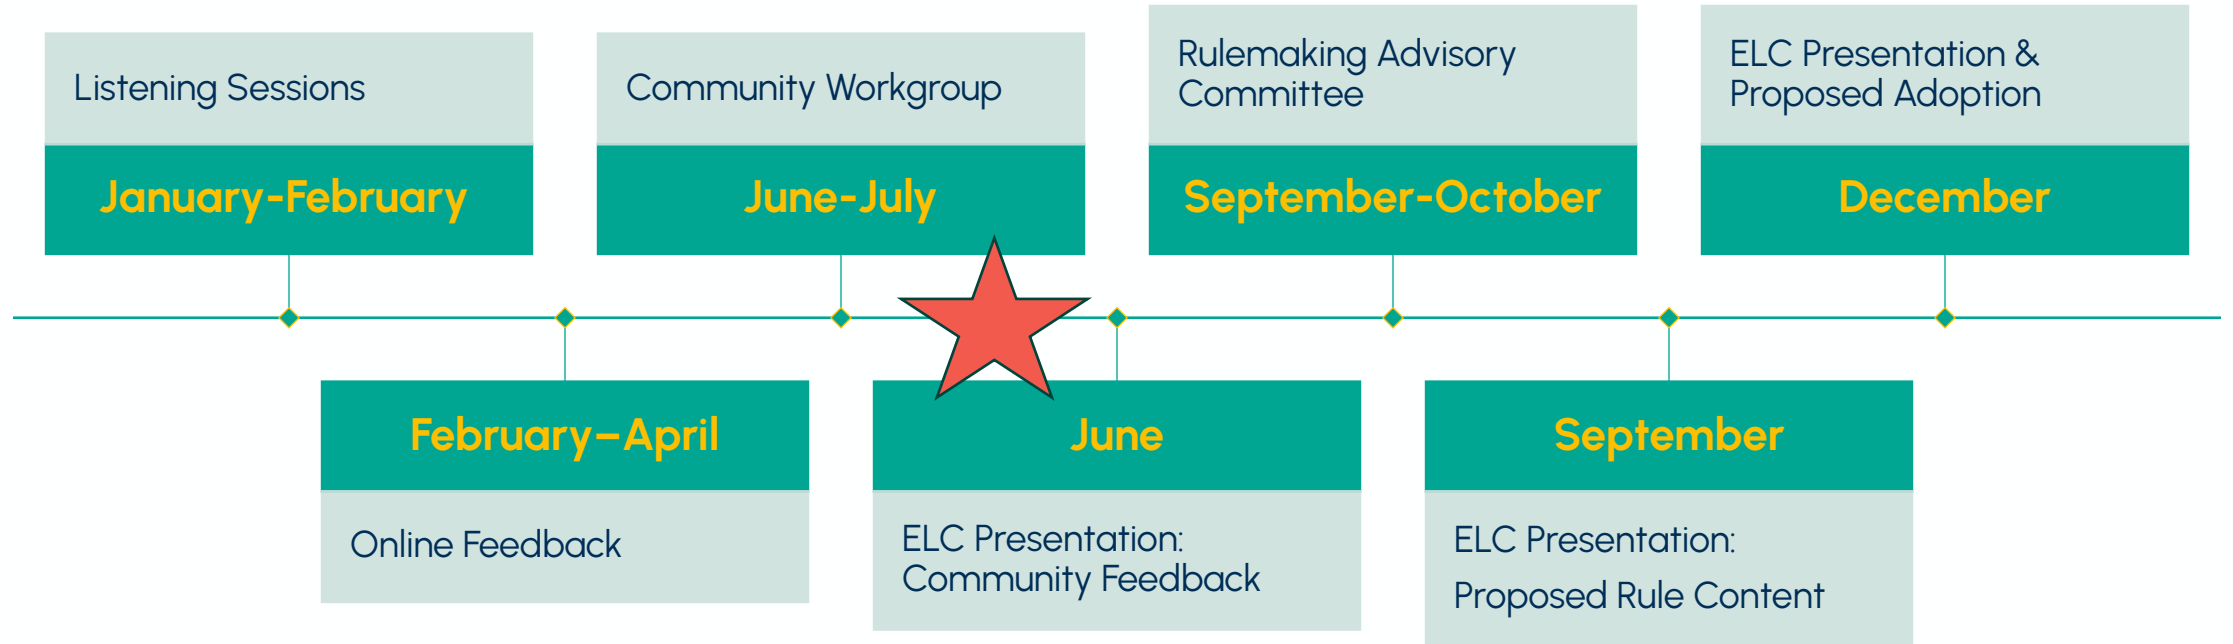 Listening Sessions
January-February
February–April
Online Feedback
Community Workgroup
June-July
June
ELC Presentation:
Community Feedback
Rulemaking Advisory
Committee
September-October
September
ELC Presentation:
Proposed Rule Content
ELC Presentation &
Proposed Adoption
December